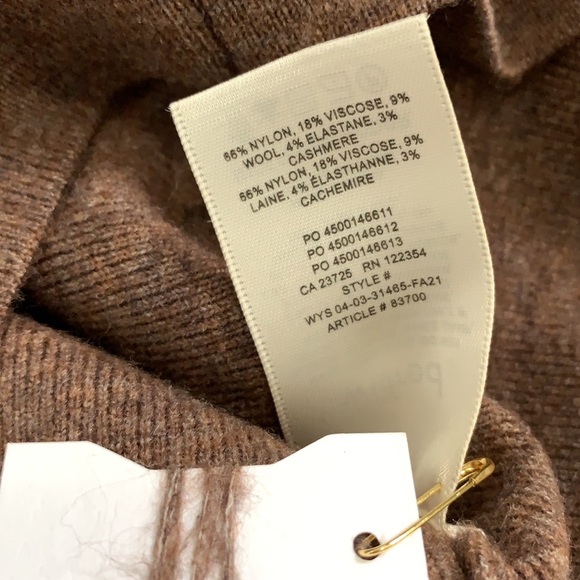 66% NYLON, 18% VISCOSE, 9%
WOOL, 4% ELASTANE, 3%
CASHMERE
66% NYLON, 18% VISCOSE, 9%
LAINE, 4% ÉLASTHANNE, 3%
CACHEMIRE
PO 4500146611
PO 4500146612
PO 4500146613
CA 23725 RN 122354
STYLE #
WYS 04-03-31465-FA21
ARTICLE # 83700